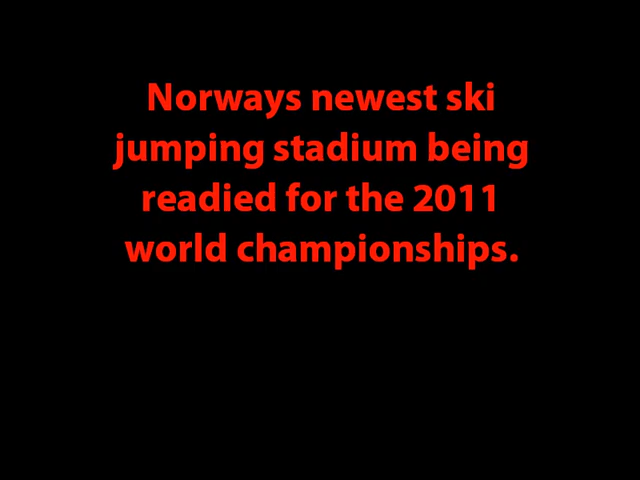 Norways newest ski
jumping stadium being
readied for the 2011
world championships.